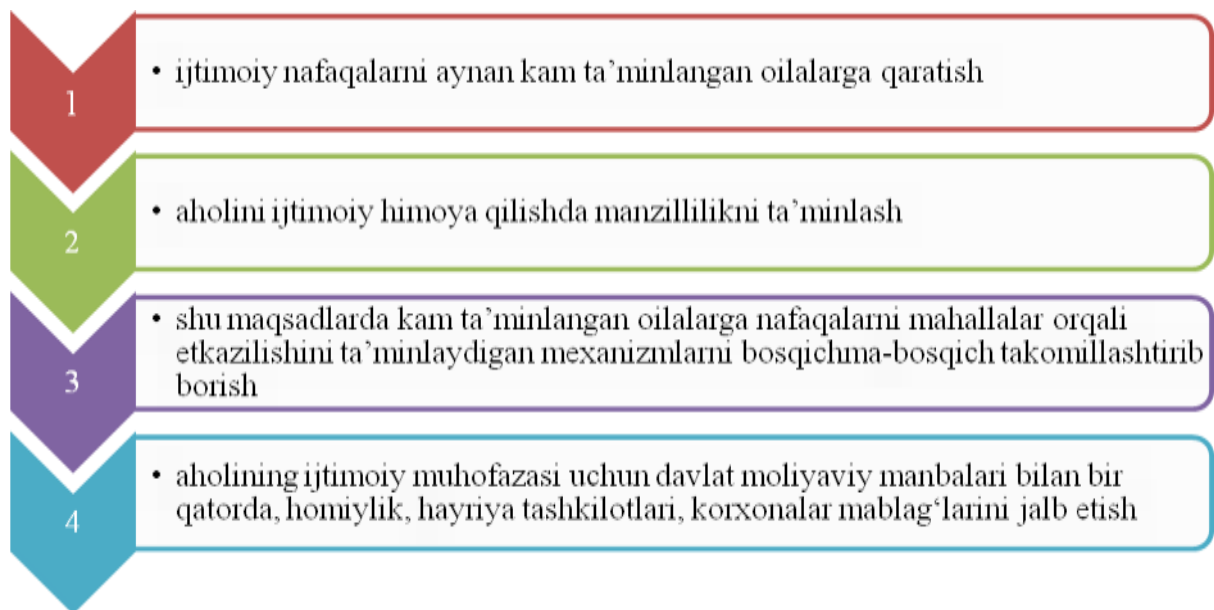 1
• ijtimoiy nafaqalarni aynan kam ta’minlangan oilalarga qaratish
2
• aholini ijtimoiy himoya qilishda manzillilikni ta’minlash
3
• shu maqsadlarda kam ta’minlangan oilalarga nafaqalarni mahallalar orqali
etkazilishini ta’minlaydigan mexanizmlarni bosqichma-bosqich takomillashtirib
borish
4
• aholining ijtimoiy muhofazasi uchun davlat moliyaviy manbalari bilan bir
qatorda, homiylik, hayriya tashkilotlari, korxonalar mablag‘larini jalb etish